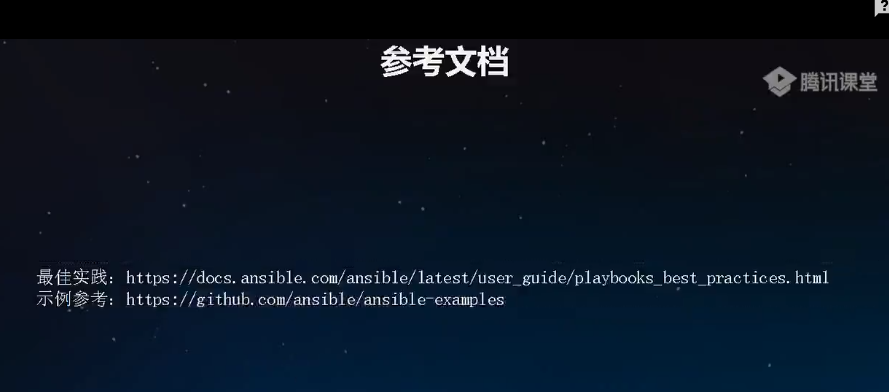 参考文档
腾讯课堂
最佳实践：https://docs.ansible.com/ansible/latest/user_guide/playbooks_best_practices.html
示例参考：https://github.com/ansible/ansible-examples